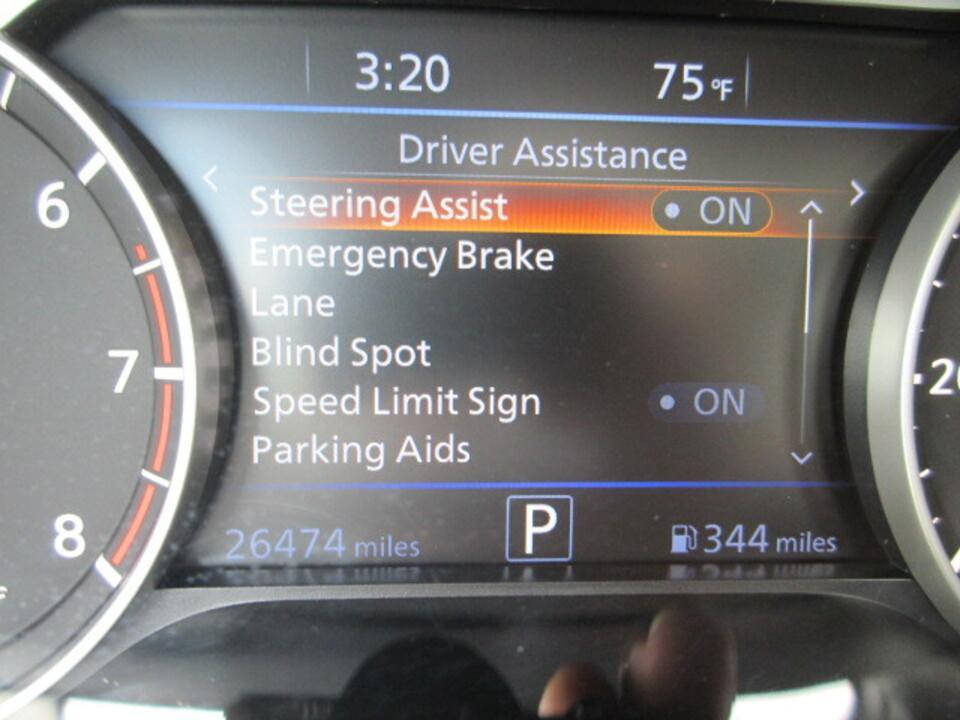 3:20 75 °F
Driver Assistance
Steering Assist ON
Emergency Brake
Lane
Blind Spot
Speed Limit Sign ON
Parking Aids
26474 miles P 344 miles
6
7
8